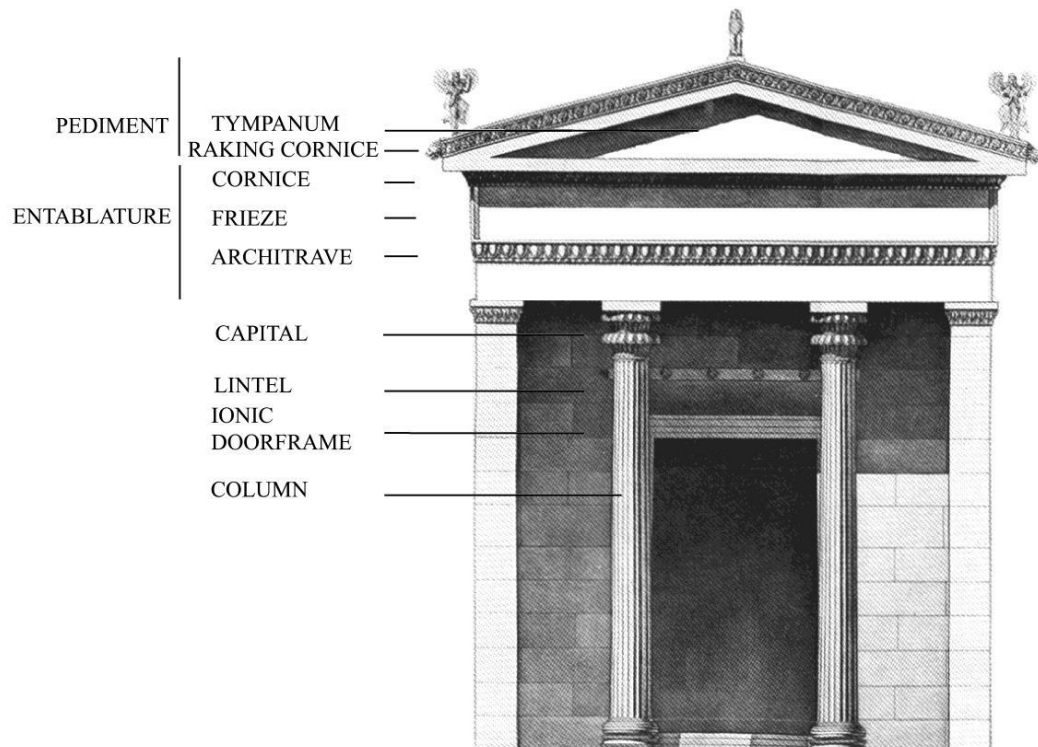 PEDIMENT
TYMPANUM
RAKING CORNICE
CORNICE
ENTABLATURE
FRIEZE
ARCHITRAVE
CAPITAL
LINTEL
IONIC
DOORFRAME
COLUMN